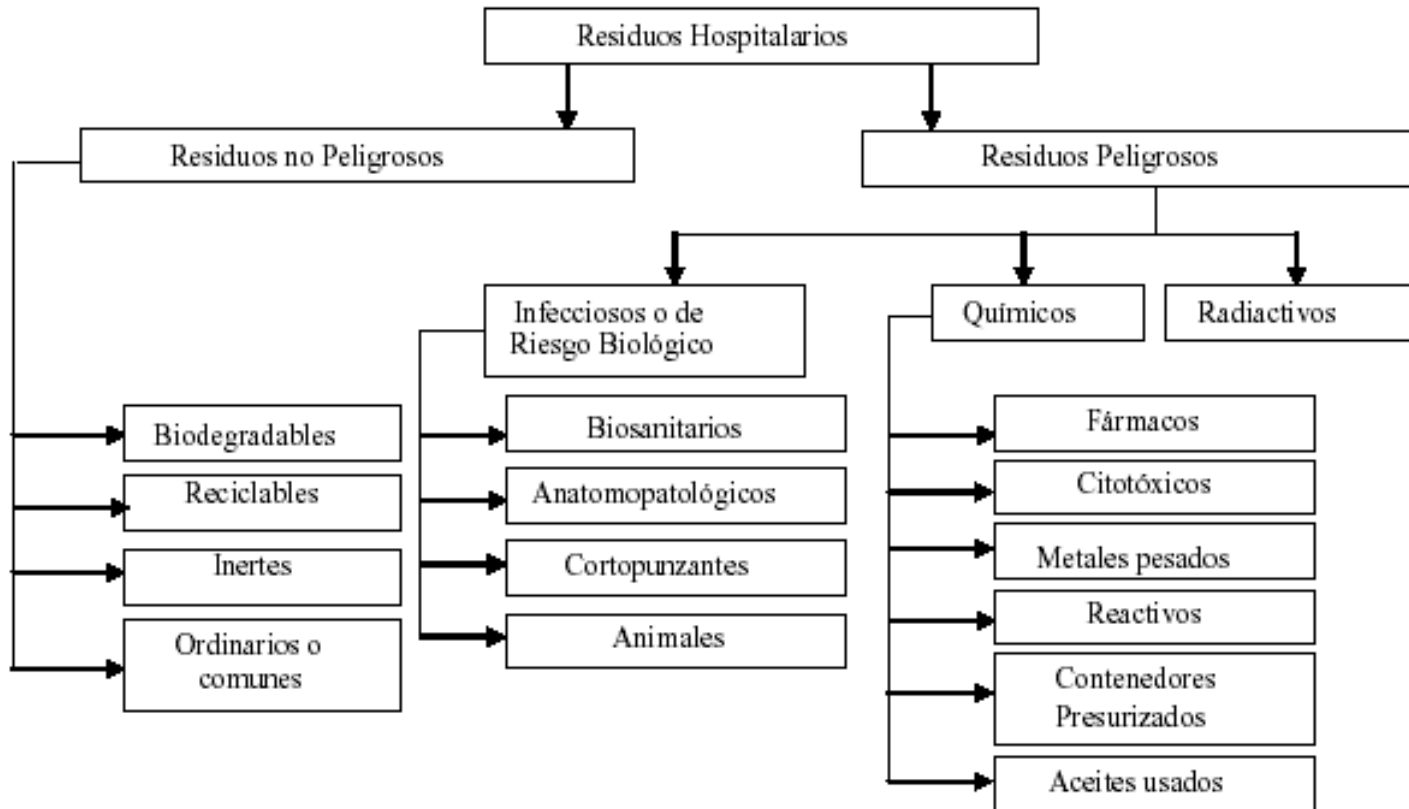 Residuos Hospitalarios
Residuos no Peligrosos
Residuos Peligrosos
Infecciosos o de
Riesgo Biológico
Químicos
Radiactivos
Biodegradables
Reciclables
Inertes
Ordinarios o
comunes
Biosanitarios
Anatomopatológicos
Cortopunzantes
Animales
Fármacos
Citotóxicos
Metales pesados
Reactivos
Contenedores
Presurizados
Aceites usados